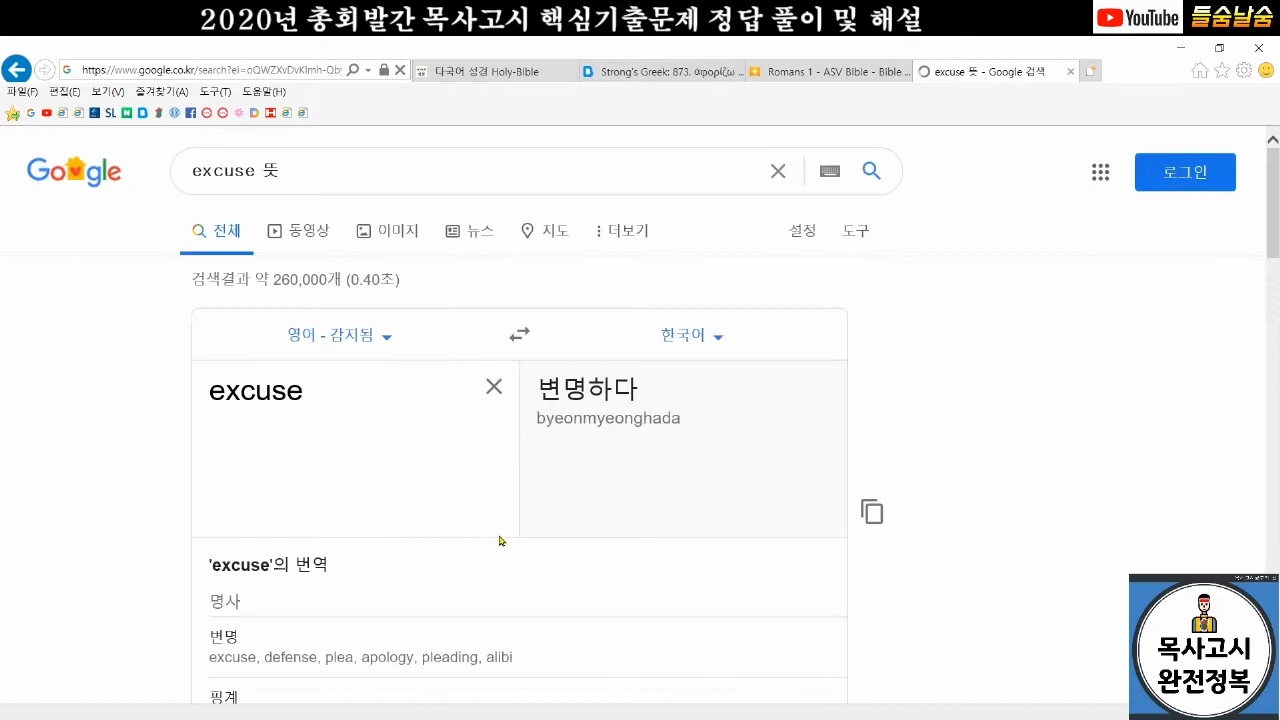 2020년 총회발간 목사고시 핵심기출문제 정답 풀이 및 해설
YouTube 들숨날숨
https://www.google.co.kr/search?ei=oQWZXvDvKImh-Qb
다국어 성경 Holy-Bible
Strong's Greek: 873. ἀφορίζω ...
Romans 1 - ASV Bible - Bible ...
excuse 뜻 - Google 검색
파일(F) 편집(E) 보기(V) 즐겨찾기(A) 도구(T) 도움말(H)
Google
excuse 뜻
로그인
전체 동영상 이미지 뉴스 지도 더보기 설정 도구
검색결과 약 260,000개 (0.40초)
영어 - 감지됨 한국어
excuse 변명하다
byeonmyeonghada
'excuse'의 번역
명사
변명
excuse, defense, plea, apology, pleading, alibi
핑계
목사고시
완전정복